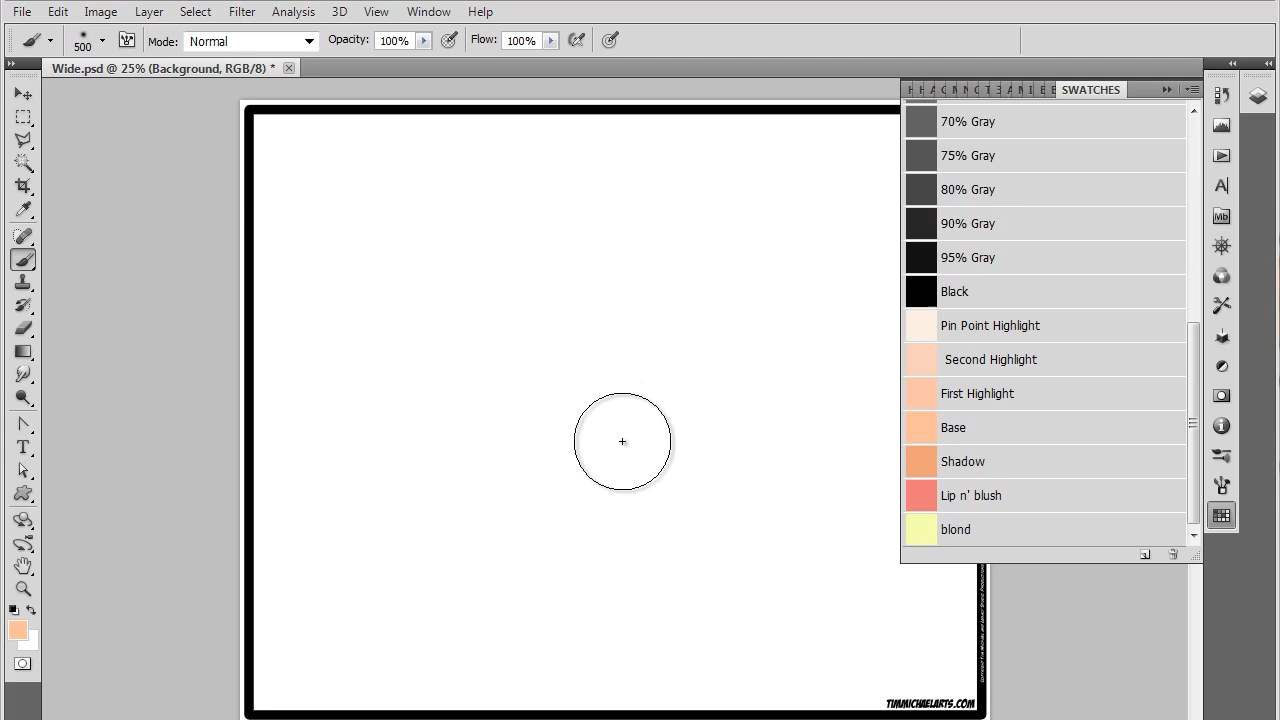 File Edit Image Layer Select Filter Analysis 3D View Window Help
500 Mode: Normal Opacity: 100% Flow: 100%
Wide.psd @ 25% (Background, RGB/8) *
SWATCHES
70% Gray
75% Gray
80% Gray
90% Gray
95% Gray
Black
Pin Point Highlight
Second Highlight
First Highlight
Base
Shadow
Lip n' blush
blond
TIMMICHAELARTS.COM